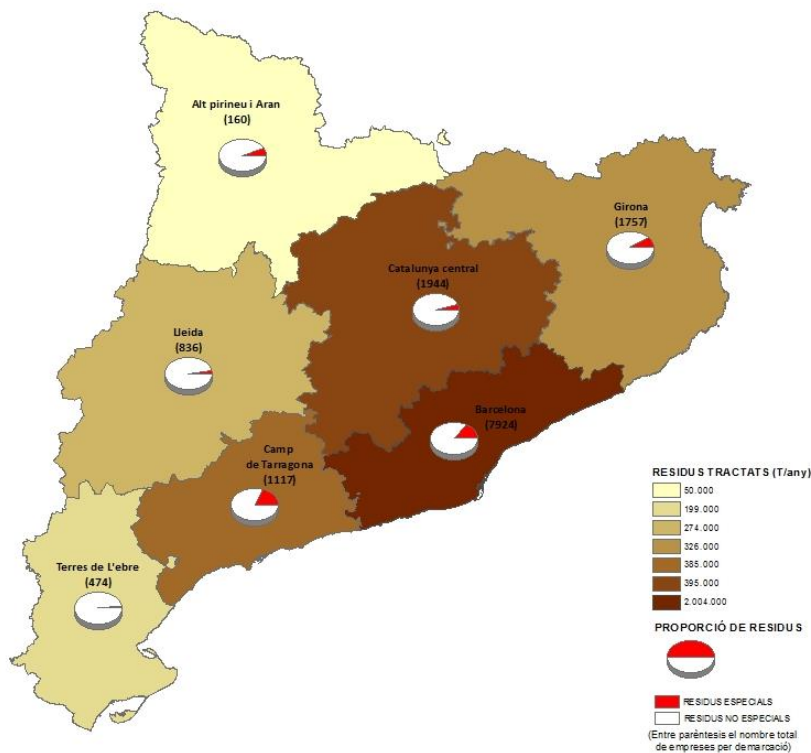 Alt pirineu i Aran
(160)
Girona
(1757)
Catalunya central
(1944)
Lleida
(836)
Barcelona
(7924)
Camp
de Tarragona
(1117)
Terres de L'ebre
(474)
RESIDUS TRACTATS (T/any)
50.000
199.000
274.000
326.000
385.000
395.000
2.004.000
PROPORCIÓ DE RESIDUS
RESIDUS ESPECIALS
RESIDUS NO ESPECIALS
(Entre parèntesis el nombre total
de empreses per demarcació)